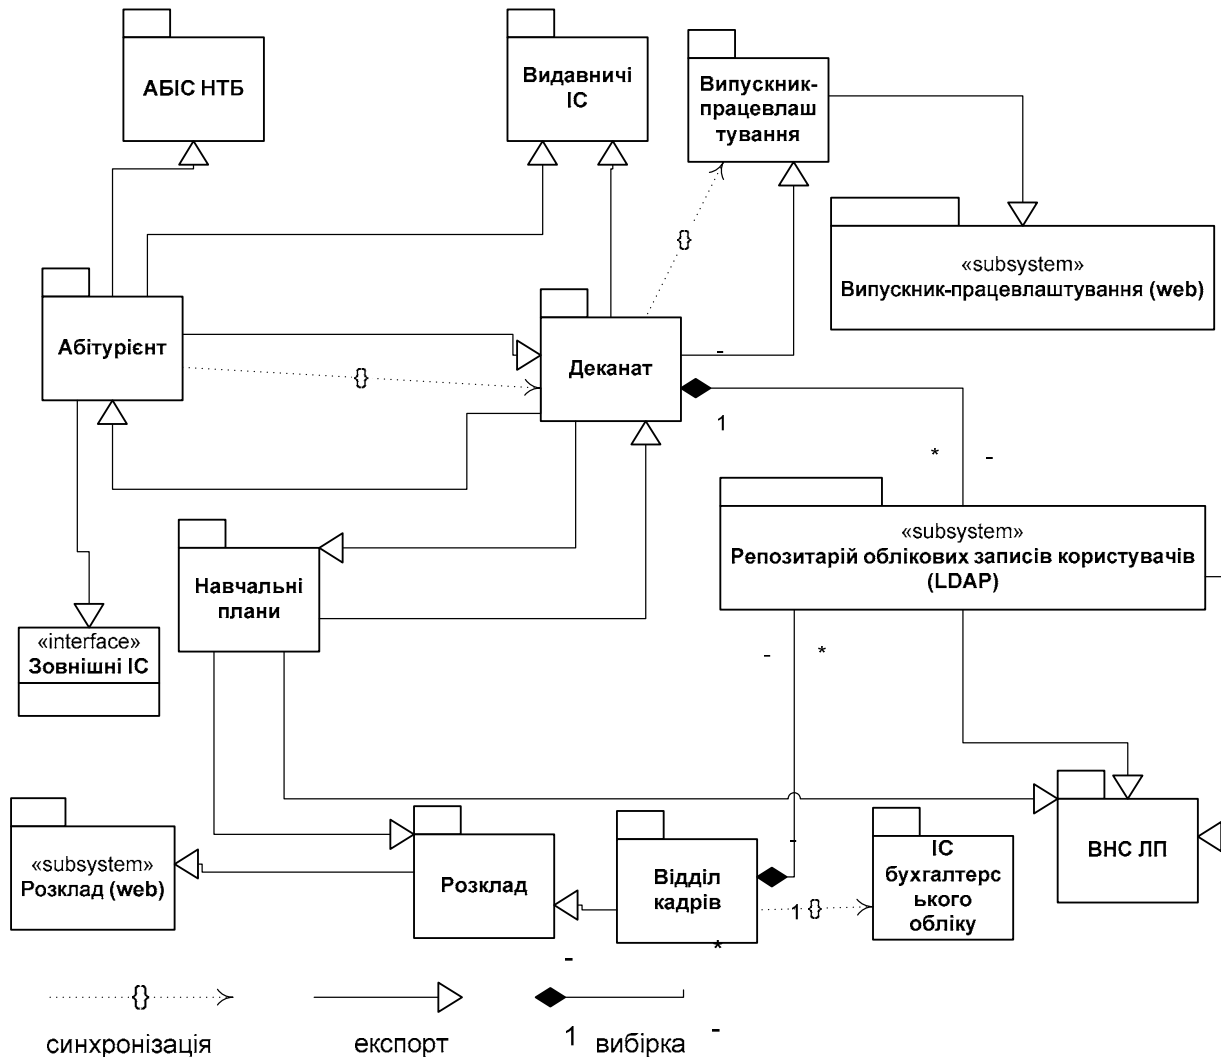 АБІС НТБ
Видавничі
ІС
Випускник-
працевлаш
тування
«subsystem»
Випускник-працевлаштування (web)
Абітурієнт
{}
{}
Деканат
-
1
*
-
«subsystem»
Репозитарій облікових записів користувачів
(LDAP)
Навчальні
плани
-
*
«interface»
Зовнішні ІС
«subsystem»
Розклад (web)
Розклад
Відділ
кадрів
-
1
{}
*
ІС
бухгалтерс
ького
обліку
ВНС ЛП
{}
синхронізація
експорт
-
1
-
вибірка